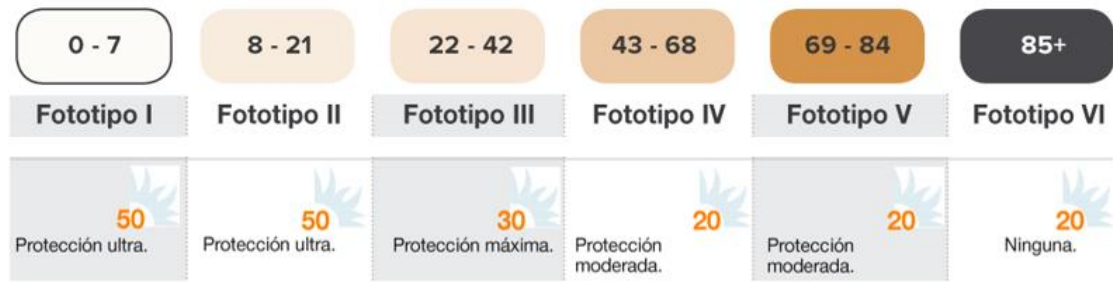 0 - 7
8 - 21
22 - 42
43 - 68
69 - 84
85+
Fototipo I
Fototipo II
Fototipo III
Fototipo IV
Fototipo V
Fototipo VI
50
Protección ultra.
50
Protección ultra.
30
Protección máxima.
20
Protección
moderada.
20
Protección
moderada.
20
Ninguna.